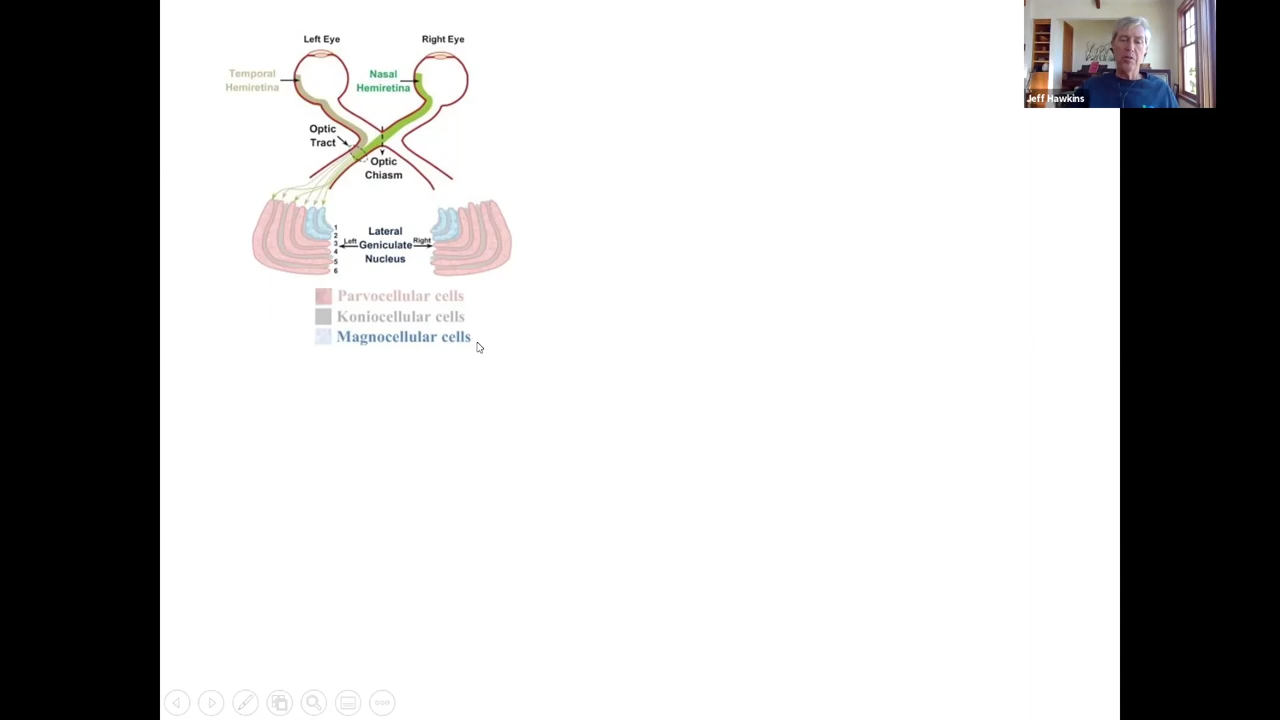 Left Eye
Right Eye
Temporal
Hemiretina
Nasal
Hemiretina
Optic
Tract
Optic
Chiasm
1
2
3
4
5
6
Left
Lateral
Geniculate
Nucleus
Right
Parvocellular cells
Koniocellular cells
Magnocellular cells
Jeff Hawkins